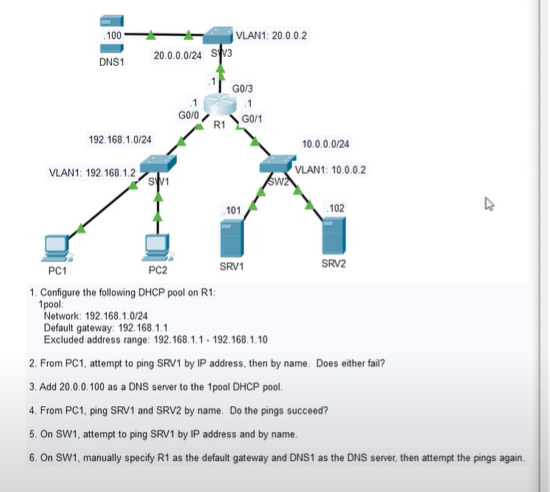 .100
VLAN1: 20.0.0.2
DNS1
20.0.0.0/24
SW3
.1
G0/3
.1
.1
G0/0
R1
G0/1
192.168.1.0/24
10.0.0.0/24
VLAN1: 192.168.1.2
SW1
SW2
VLAN1: 10.0.0.2
.101
.102
PC1
PC2
SRV1
SRV2
1. Configure the following DHCP pool on R1:
1pool:
Network: 192.168.1.0/24
Default gateway: 192.168.1.1
Excluded address range: 192.168.1.1 - 192.168.1.10
2. From PC1, attempt to ping SRV1 by IP address, then by name. Does either fail?
3. Add 20.0.0.100 as a DNS server to the 1pool DHCP pool.
4. From PC1, ping SRV1 and SRV2 by name. Do the pings succeed?
5. On SW1, attempt to ping SRV1 by IP address and by name.
6. On SW1, manually specify R1 as the default gateway and DNS1 as the DNS server, then attempt the pings again.